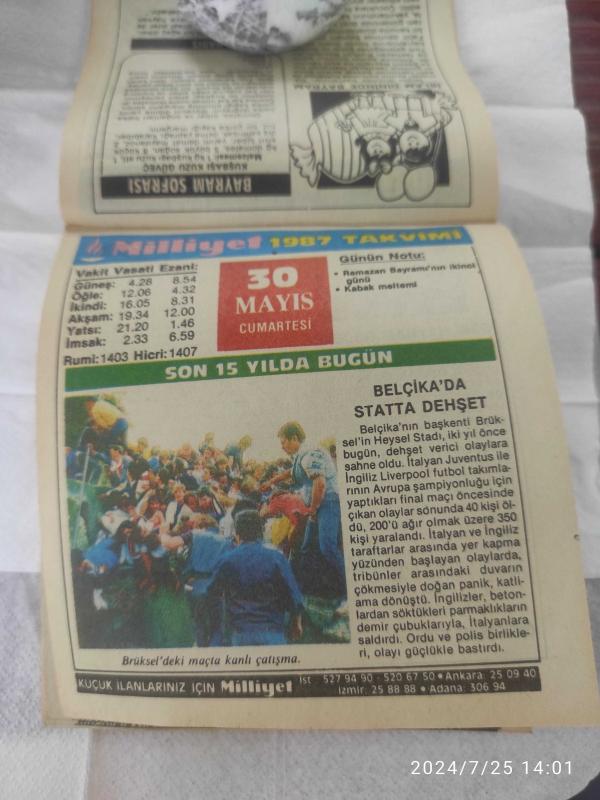 BAYRAM SOFRASI
KUŞBAŞI KUZU GÜVEÇ
Milliyet 1987 TAKVİMİ
Vakit Vasati Ezani:
Güneş: 4.28 8.54
Öğle: 12.06 4.32
İkindi: 16.05 8.31
Akşam: 19.34 12.00
Yatsı: 21.20 1.46
İmsak: 2.33 6.59
Rumi: 1403 Hicri: 1407
30
MAYIS
CUMARTESİ
Günün Notu:
• Ramazan Bayramı'nın ikinci
günü
• Kabak meltemi
SON 15 YILDA BUGÜN
BELÇİKA'DA
STATTA DEHŞET
Belçika'nın başkenti Brük-
sel'in Heysel Stadı, iki yıl önce
bugün, dehşet verici olaylara
sahne oldu. İtalyan Juventus ile
İngiliz Liverpool futbol takımla-
rının Avrupa şampiyonluğu için
yaptıkları final maçı öncesinde
çıkan olaylar sonunda 40 kişi öl-
dü, 200'ü ağır olmak üzere 350
kişi yaralandı. İtalyan ve İngiliz
taraftarlar arasında yer kapma
yüzünden başlayan olaylarda,
tribünler arasındaki duvarın
çökmesiyle doğan panik, katli-
ama dönüştü. İngilizler, beton-
lardan söktükleri parmaklıkların
demir çubuklarıyla, İtalyanlara
saldırdı. Ordu ve polis birlikle-
ri, olayı güçlükle bastırdı.
Brüksel'deki maçta kanlı çatışma.
KÜÇÜK İLANLARINIZ İÇİN Milliyet İst : 527 94 90 - 520 67 50 • Ankara: 25 09 40
İzmir: 25 88 88 • Adana: 306 94
2024/7/25 14:01